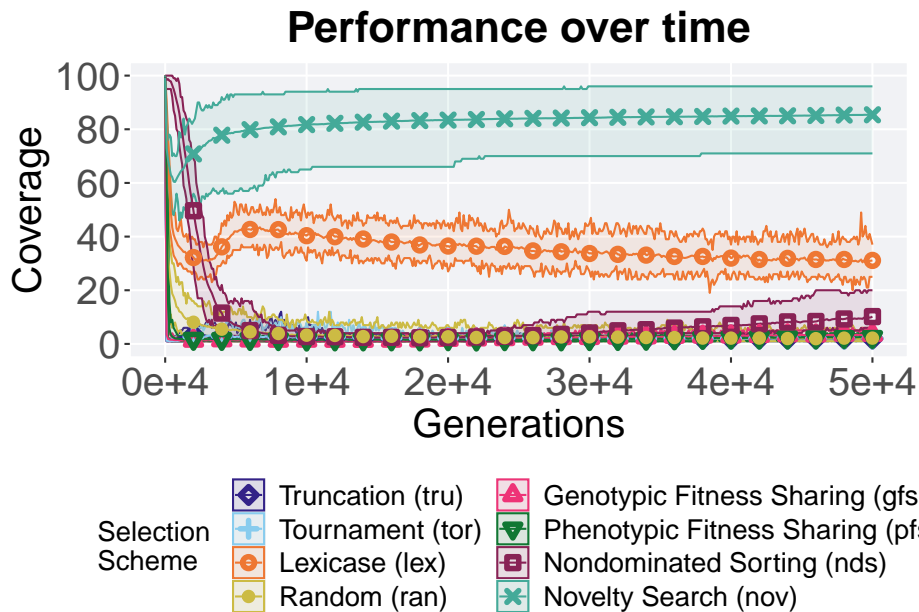 Performance over time
100
80
60
40
20
0
Coverage
0e+4 1e+4 2e+4 3e+4 4e+4 5e+4
Generations
Selection
Scheme
Truncation (tru)
Tournament (tor)
Lexicase (lex)
Random (ran)
Genotypic Fitness Sharing (gfs
Phenotypic Fitness Sharing (pfs
Nondominated Sorting (nds)
Novelty Search (nov)